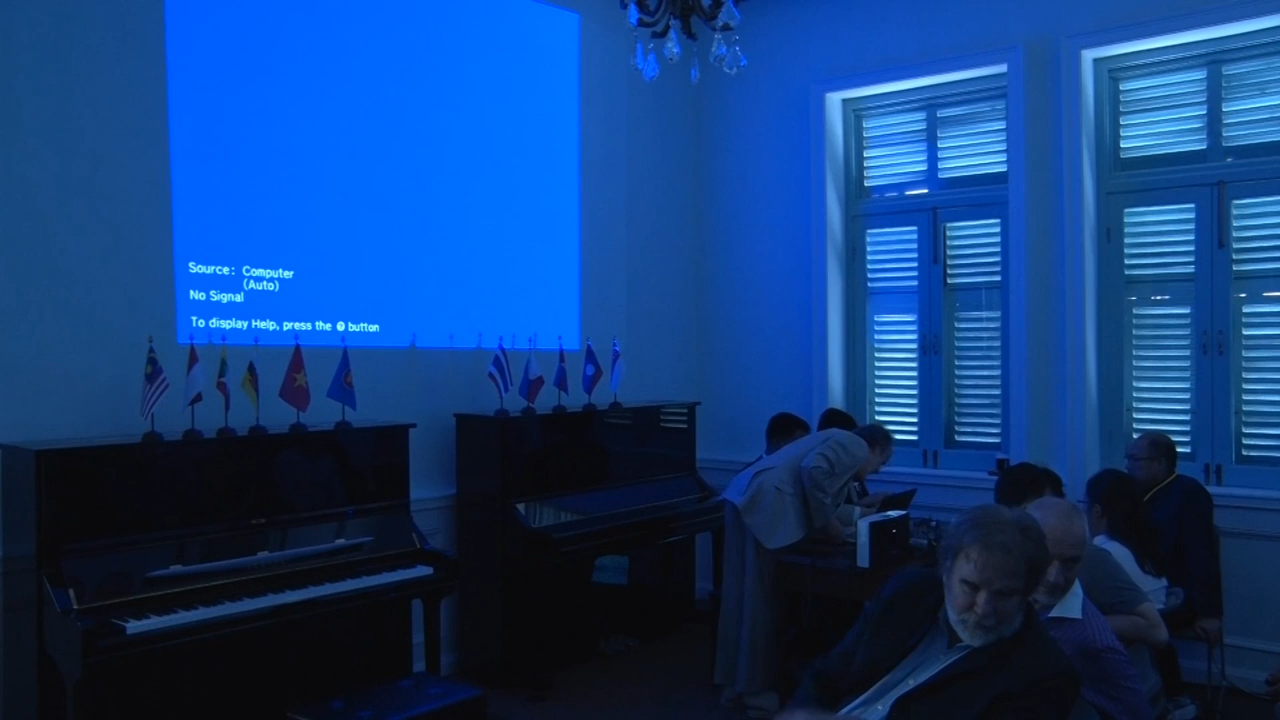 Source: Computer
(Auto)
No Signal
To display Help, press the ? button